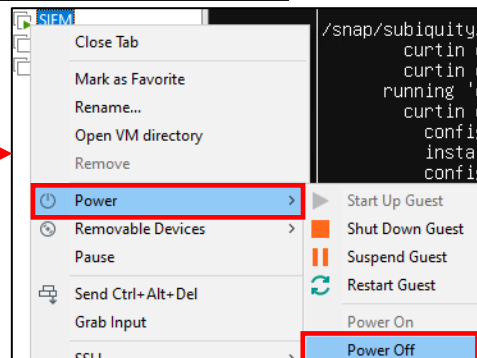 SIEM
Close Tab
Mark as Favorite
Rename...
Open VM directory
Remove
Power
Removable Devices
Pause
Send Ctrl+Alt+Del
Grab Input
SSH
/snap/subiquity
curtin
curtin
running '
curtin
confi
insta
confi
Start Up Guest
Shut Down Guest
Suspend Guest
Restart Guest
Power On
Power Off